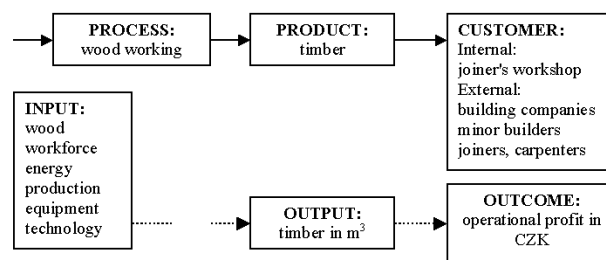 PROCESS:
wood working
PRODUCT:
timber
CUSTOMER:
Internal:
joiner's workshop
External:
building companies
minor builders
joiners, carpenters
INPUT:
wood
workforce
energy
production
equipment
technology
OUTPUT:
timber in m³
OUTCOME:
operational profit in
CZK